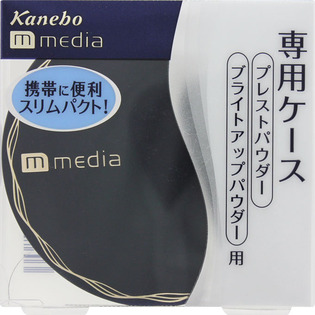 Kanebo
m media
携帯に便利
スリムパクト!
m media
専用ケース
プレストパウダー
ブライトアップパウダー用